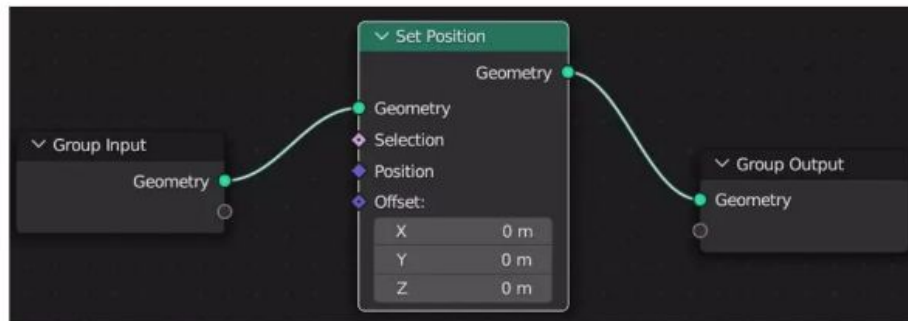 Group Input
Geometry
Set Position
Geometry
Geometry
Selection
Position
Offset:
X 0 m
Y 0 m
Z 0 m
Group Output
Geometry